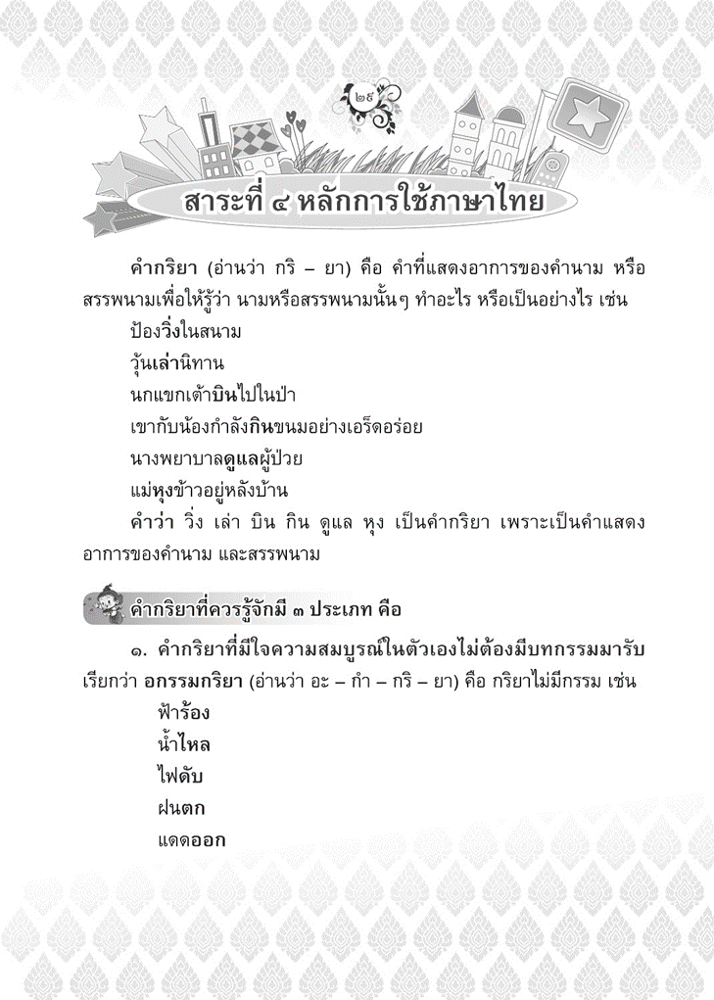 ๒๙
สาระที่ ๔ หลักการใช้ภาษาไทย
คำกริยา (อ่านว่า กริ – ยา) คือ คำที่แสดงอาการของคำนาม หรือ
สรรพนามเพื่อให้รู้ว่า นามหรือสรรพนามนั้นๆ ทำอะไร หรือเป็นอย่างไร เช่น
ป้องวิ่งในสนาม
วุ้นเล่านิทาน
นกแขกเต้าบินไปในป่า
เขากับน้องกำลังกินขนมอย่างเอร็ดอร่อย
นางพยาบาลดูแลผู้ป่วย
แม่หุงข้าวอยู่หลังบ้าน
คำว่า วิ่ง เล่า บิน กิน ดูแล หุง เป็นคำกริยา เพราะเป็นคำแสดง
อาการของคำนาม และสรรพนาม
คำกริยาที่ควรรู้จักมี ๓ ประเภท คือ
๑. คำกริยาที่มีใจความสมบูรณ์ในตัวเองไม่ต้องมีบทกรรมมารับ
เรียกว่า อกรรมกริยา (อ่านว่า อะ – กำ – กริ – ยา) คือ กริยาไม่มีกรรม เช่น
ฟ้าร้อง
น้ำไหล
ไฟดับ
ฝนตก
แดดออก